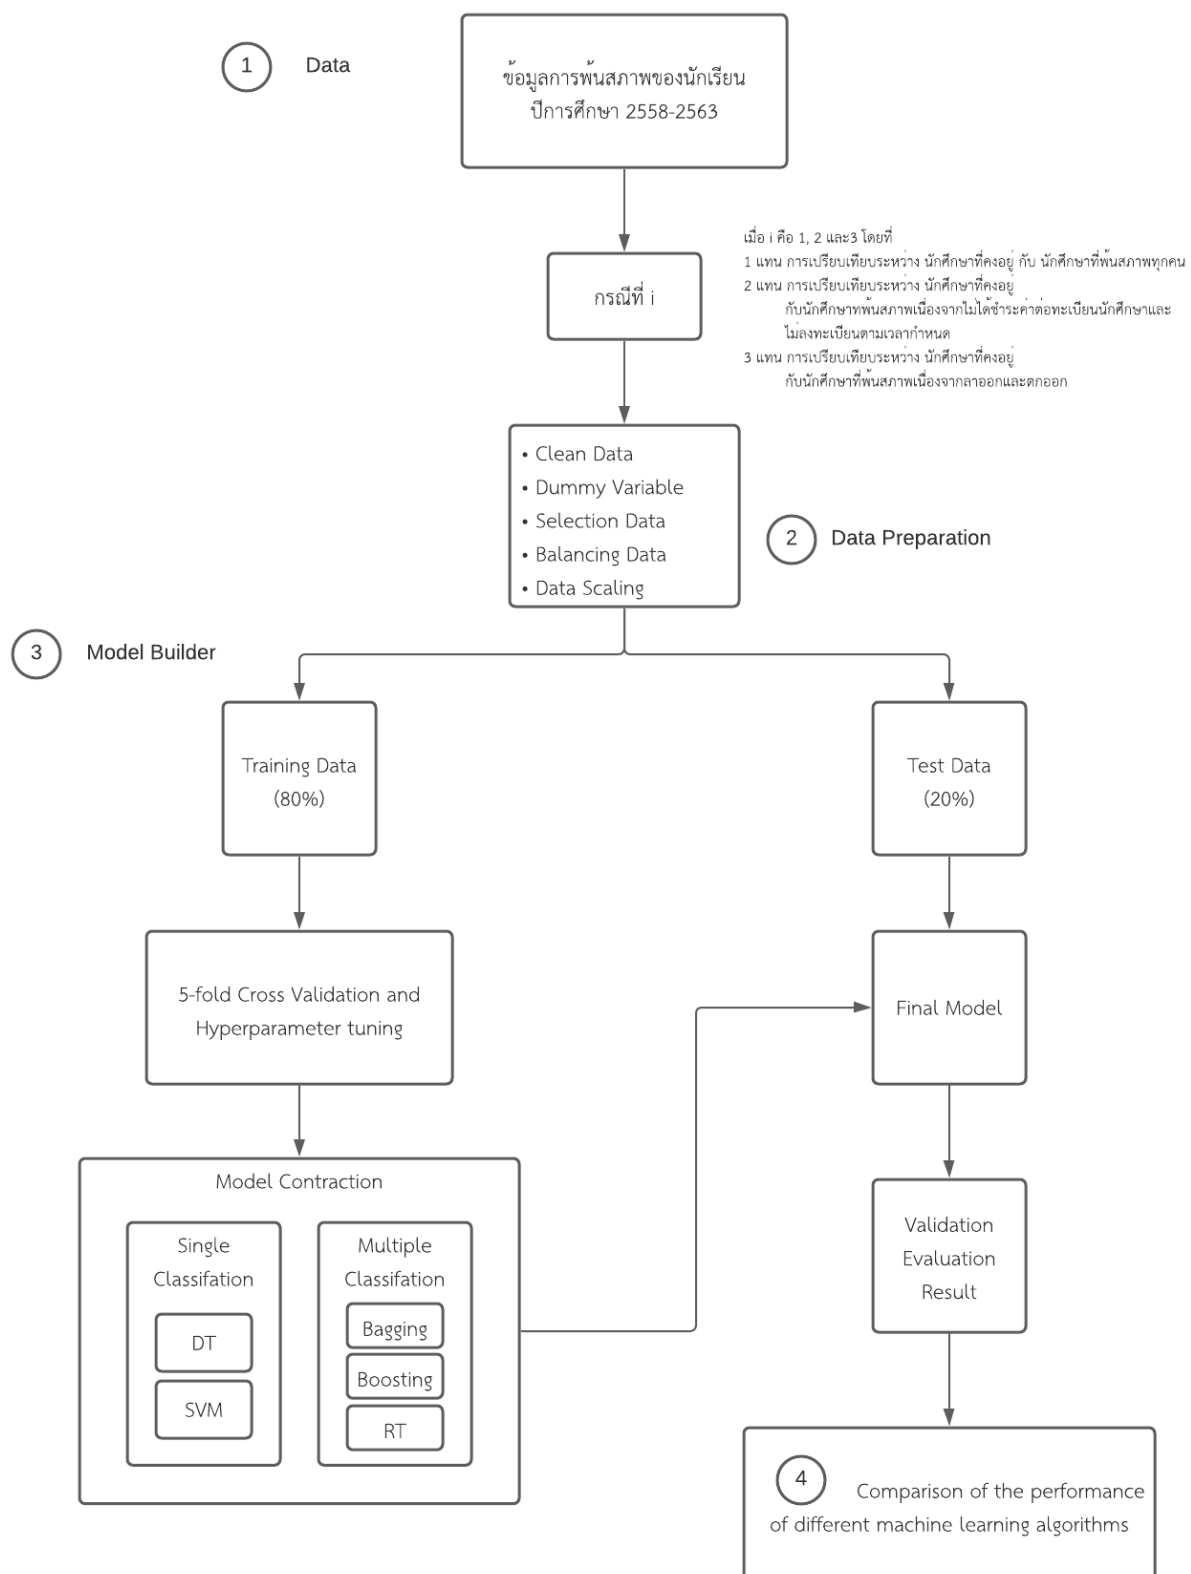 1
Data
ข้อมูลการพ้นสภาพของนักเรียน
ปีการศึกษา 2558-2563
เมื่อ i คือ 1, 2 และ3 โดยที่
1 แทน การเปรียบเทียบระหว่าง นักศึกษาที่คงอยู่ กับ นักศึกษาที่พ้นสภาพทุกคน
2 แทน การเปรียบเทียบระหว่าง นักศึกษาที่คงอยู่
กับนักศึกษาทพ้นสภาพเนื่องจากไม่ได้ชำระค่าต่อทะเบียนนักศึกษาและ
ไม่ลงทะเบียนตามเวลากำหนด
3 แทน การเปรียบเทียบระหว่าง นักศึกษาที่คงอยู่
กับนักศึกษาที่พ้นสภาพเนื่องจากลาออกและตกออก
กรณีที่ i
• Clean Data
• Dummy Variable
• Selection Data
• Balancing Data
• Data Scaling
2
Data Preparation
3
Model Builder
Training Data
(80%)
Test Data
(20%)
5-fold Cross Validation and
Hyperparameter tuning
Final Model
Model Contraction
Single
Classifation
DT
SVM
Multiple
Classifation
Bagging
Boosting
RT
Validation
Evaluation
Result
4
Comparison of the performance
of different machine learning algorithms